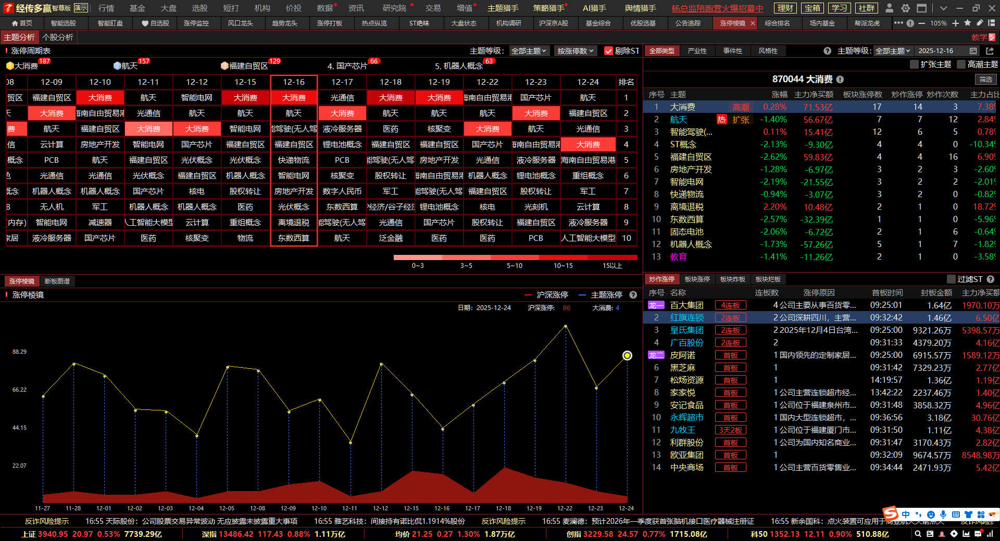 经传多赢 智尊版 演示 行情 基金 大盘 选股 短打 机构 价投 数据 资讯 研究院 交易 增值 主题猎手 策略猎手 AI猎手 舆情猎手 杨总监陪跑营火爆招募中 理财 宝箱 学习 社群
首页 智能选股 智能盯盘 自选股 涨停监控 风口龙头 趋势龙头 涨停打板 热点纵览 ST绝味 大盘状态 机构调研 沪深京A股 基金综合 优股选基 公告追踪 涨停棱镜 综合排名 场内基金 帮派龙虎 105%
主题分析 个股分析 教学
涨停周期表 主题等级: 全部主题 按涨停数 剔除ST
大消费 187 航天 157 福建自贸区 129 4. 国产芯片 66 5. 机器人概念 63
08 12-09 12-10 12-11 12-12 12-15 12-16 12-17 12-18 12-19 12-22 12-23 12-24 排名
贸区 福建自贸区 大消费 航天 智能电网 大消费 大消费 光通信 大消费 大消费 海南自由贸易港 国产芯片 航天 1
天 大消费 海南自由贸易港 光通信 航天 航天 航天 大消费 航天 航天 航天 大消费 福建自贸区 2
费 航天 福建自贸区 大消费 大消费 智能电网 能驾驶(无人驾 液冷服务器 医药 核聚变 大消费 航天 光通信 3
信 云计算 房地产开发 智能电网 国产芯片 福建自贸区 福建自贸区 锂电池概念 福建自贸区 福建自贸区 国产芯片 海南自由贸易港 大消费 4
概念 PCB 航天 福建自贸区 光伏概念 光伏概念 快递物流 PCB 能驾驶(无人驾 房地产开发 光通信 液冷服务器 海南自由贸易港 5
光通信 光通信 光伏概念 福建自贸区 机器人概念 智能电网 核聚变 股权转让 海南自由贸易港 机器人概念 锂电池概念 重组概念 6
概念 机器人概念 机器人概念 国产芯片 核电 股权转让 房地产开发 数字人民币 军工 能驾驶(无人驾 福建自贸区 股权转让 军工 7
B 无人机 军工 机器人概念 机器人概念 医药 光伏概念 东数西算 P经济/谷子经济 锂电池概念 核电 光刻机 云计算 8
(内存) 智能电网 减速器 人工智能大模型 云计算 重组概念 离境退税 能驾驶(无人驾 光通信 国产芯片 股权转让 福建自贸区 液冷服务器 9
家居 液冷服务器 国产芯片 医药 核聚变 物流 东数西算 航天 泛金融 医药 医药 PCB 人工智能大模型 10
0~3 3~5 5~10 10~15 15以上
涨停棱镜 断板图谱
涨停棱镜 沪深涨停 主题涨停
日期: 2025-12-24 沪深涨停: 86 大消费: 4
88.29
66.22
44.15
22.07
11-27 11-28 12-01 12-02 12-03 12-04 12-05 12-08 12-09 12-10 12-11 12-12 12-15 12-16 12-17 12-18 12-19 12-22 12-23 12-24
全部类型 产业性 事件性 风格性 主题等级: 全部主题 2025-12-16
扩张主题 高潮主题
870044 大消费 筛选
序号 主题 涨幅 主力净买额 板块涨停数 炒作涨停 炒作次数 主力占比
1 大消费 高潮 0.28% 71.53亿 17 14 3 7.38%
2 航天 热 扩张 -1.40% 56.67亿 7 7 12 2.84%
3 智能驾驶(... 0.11% 15.41亿 12 6 5 0.78%
4 ST概念 -2.13% -9.30亿 4 4 0 -10.34%
5 福建自贸区 -2.62% 59.83亿 4 4 16 6.90%
6 房地产开发 -1.28% -6.97亿 3 2 3 -2.60%
7 智能电网 -2.19% -21.55亿 3 2 2 -2.01%
8 快递物流 -0.94% -3.07亿 3 2 0 -0.82%
9 离境退税 2.20% 10.48亿 2 1 0 18.72%
10 东数西算 -2.57% -32.39亿 1 1 0 -5.96%
11 固态电池 -2.06% -6.72亿 2 1 6 -0.64%
12 机器人概念 -1.73% -57.26亿 5 1 7 -1.82%
13 教育 -1.41% -11.26亿 2 1 0 -3.58%
炒作涨停 板块涨停 板块炸板 板块烂板 过滤ST
序号 名称 连板数 涨停原因 首板时间 封板金额 主力净买额
龙一 百大集团 4连板 4 公司主要从事百货零... 09:25:01 1.64亿 1970.10万
2 红旗连锁 2连板 2 公司深耕四川，主营... 09:32:42 1.46亿 6.50亿
3 皇氏集团 2连板 2 2025年12月4日台湾... 09:25:00 9321.26万 5398.57万
4 广百股份 2连板 2 09:31:33 4379.20万 4.16亿
龙二 皮阿诺 首板 1 国内领先的定制家居... 09:25:00 6915.57万 1589.12万
6 黑芝麻 首板 1 09:31:42 7329.23万 2.77亿
7 松炀资源 首板 1 14:19:57 1.36亿 1.19亿
8 家家悦 首板 1 公司主营连锁超市经... 13:42:22 2237.46万 1.40亿
9 安记食品 首板 1 公司位于福建泉州市... 09:31:48 3858.32万 4.96亿
10 永辉超市 首板 1 国内大型连锁超市，... 09:36:56 3.18亿 30.76亿
11 九牧王 3天2板 1 公司位于福建厦门市... 09:31:50 1.11亿 4.38亿
12 利群股份 首板 1 公司为国内知名商业... 09:31:47 3170.43万 2.82亿
13 欧亚集团 首板 1 09:32:09 9674.57万 8548.98万
14 中央商场 首板 1 公司主营百货零售业... 09:34:44 2471.93万 5.42亿
反诈风险提示 16:55 天际股份：公司股票交易异常波动 无应披露未披露重大事项 16:55 雅艺科技：间接持有诺比侃1.1914%股份 反诈风险提示 16:55 麦澜德：预计2026年一季度获首张脑机接口医疗器械注册证 16:55 新余国科：点火装置可应用于商业航天火箭点火 反诈风险
中
上证 3940.95 20.97 0.53% 7739.29亿 深指 13486.42 117.43 0.88% 1.11万亿 均价 21.25 0.27 1.30% 1.87万亿 创指 3229.58 24.57 0.77% 1715.08亿 科50 1352.13 12.11 0.90% 510.88亿